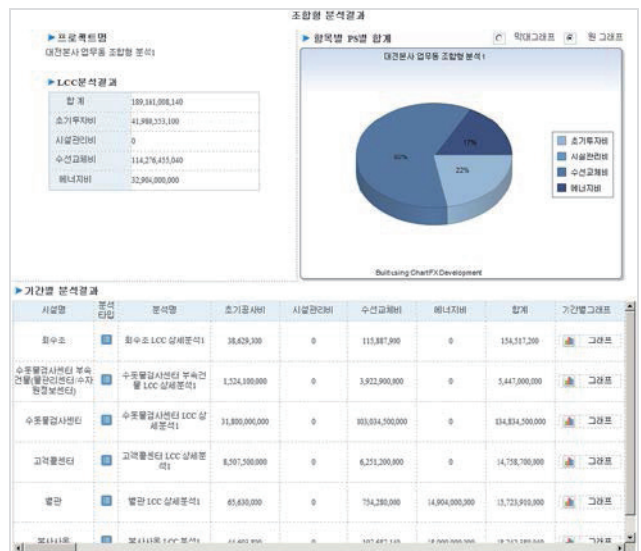 조합형 분석결과
▶프로젝트명
대전본사 업무동 조합형 분석1
▶LCC분석결과
합 계 189,161,008,140
초기투자비 41,980,553,100
시설관리비 0
수선교체비 114,276,455,040
에너지비 32,904,000,000
▶항목별 PS별 합계
막대그래프
원 그래프
대전본사 업무동 조합형 분석1
17%
60%
22%
초기투자비
시설관리비
수선교체비
에너지비
Built using ChartFX Development
▶기간별 분석결과
시설명 분석타입 분석명 초기공사비 시설관리비 수선교체비 에너지비 합계 기간별그래프
회수조 회수조 LCC 상세분석1 38,629,300 0 115,887,900 0 154,517,200 그래프
수돗물검사센터 부속건물(물관리센터/수자원정보센터) 수돗물검사센터 부속건물 LCC 상세분석1 1,524,100,000 0 3,922,900,000 0 5,447,000,000 그래프
수돗물검사센터 수돗물검사센터 LCC 상세분석1 31,800,000,000 0 103,034,500,000 0 134,834,500,000 그래프
고객콜센터 고객콜센터 LCC 상세분석1 8,507,500,000 0 6,251,200,000 0 14,758,700,000 그래프
별관 별관 LCC 상세분석1 65,630,000 0 754,280,000 14,904,000,000 15,723,910,000 그래프